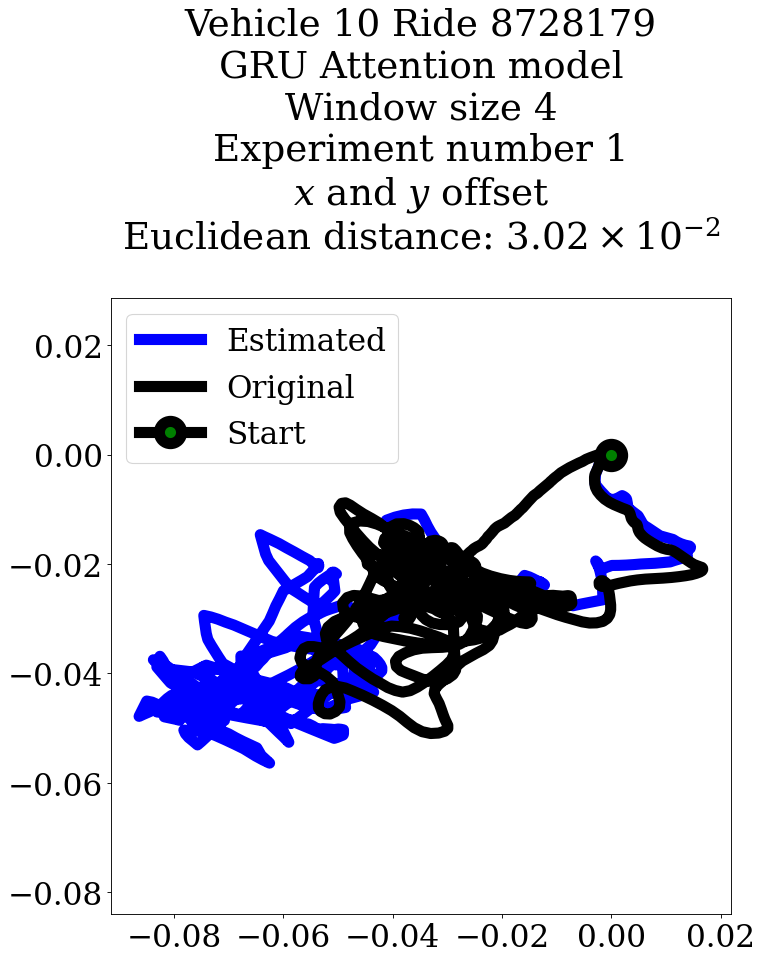 Vehicle 10 Ride 8728179
GRU Attention model
Window size 4
Experiment number 1
x and y offset
Euclidean distance: 3.02 × 10⁻²
Estimated
Original
Start
0.02
0.00
−0.02
−0.04
−0.06
−0.08
−0.08 −0.06 −0.04 −0.02 0.00 0.02